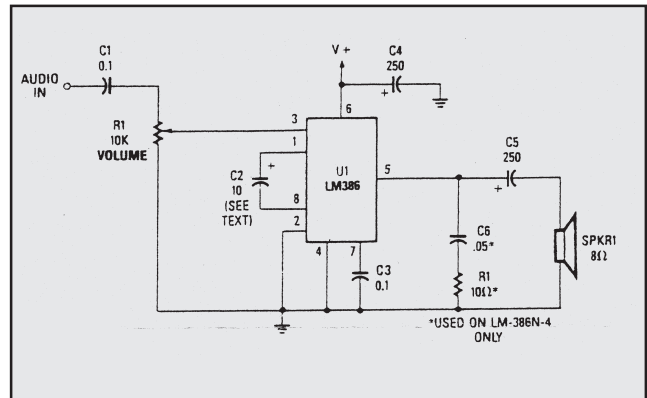 C1
0.1
AUDIO
IN
R1
10K
VOLUME
V +
C4
250
+
6
3
1
+
C2
10
(SEE
TEXT)
8
2
U1
LM386
5
C5
250
+
4
7
C3
0.1
C6
.05*
R1
10Ω*
SPKR1
8Ω
*USED ON LM-386N-4
ONLY